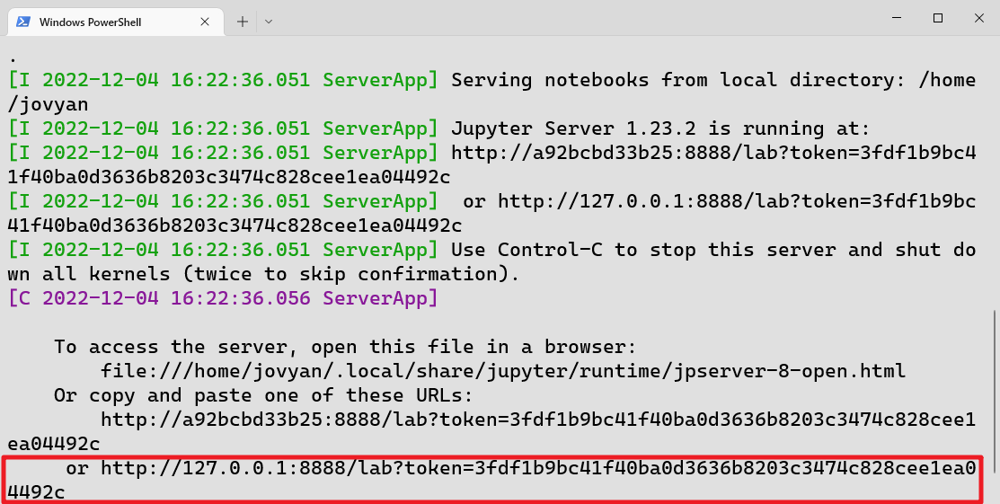 Windows PowerShell
.
[I 2022-12-04 16:22:36.051 ServerApp] Serving notebooks from local directory: /home
/jovyan
[I 2022-12-04 16:22:36.051 ServerApp] Jupyter Server 1.23.2 is running at:
[I 2022-12-04 16:22:36.051 ServerApp] http://a92bcbd33b25:8888/lab?token=3fdf1b9bc4
1f40ba0d3636b8203c3474c828cee1ea04492c
[I 2022-12-04 16:22:36.051 ServerApp]  or http://127.0.0.1:8888/lab?token=3fdf1b9bc
41f40ba0d3636b8203c3474c828cee1ea04492c
[I 2022-12-04 16:22:36.051 ServerApp] Use Control-C to stop this server and shut do
wn all kernels (twice to skip confirmation).
[C 2022-12-04 16:22:36.056 ServerApp]
To access the server, open this file in a browser:
file:///home/jovyan/.local/share/jupyter/runtime/jpserver-8-open.html
Or copy and paste one of these URLs:
http://a92bcbd33b25:8888/lab?token=3fdf1b9bc41f40ba0d3636b8203c3474c828cee1
ea04492c
or http://127.0.0.1:8888/lab?token=3fdf1b9bc41f40ba0d3636b8203c3474c828cee1ea0
4492c